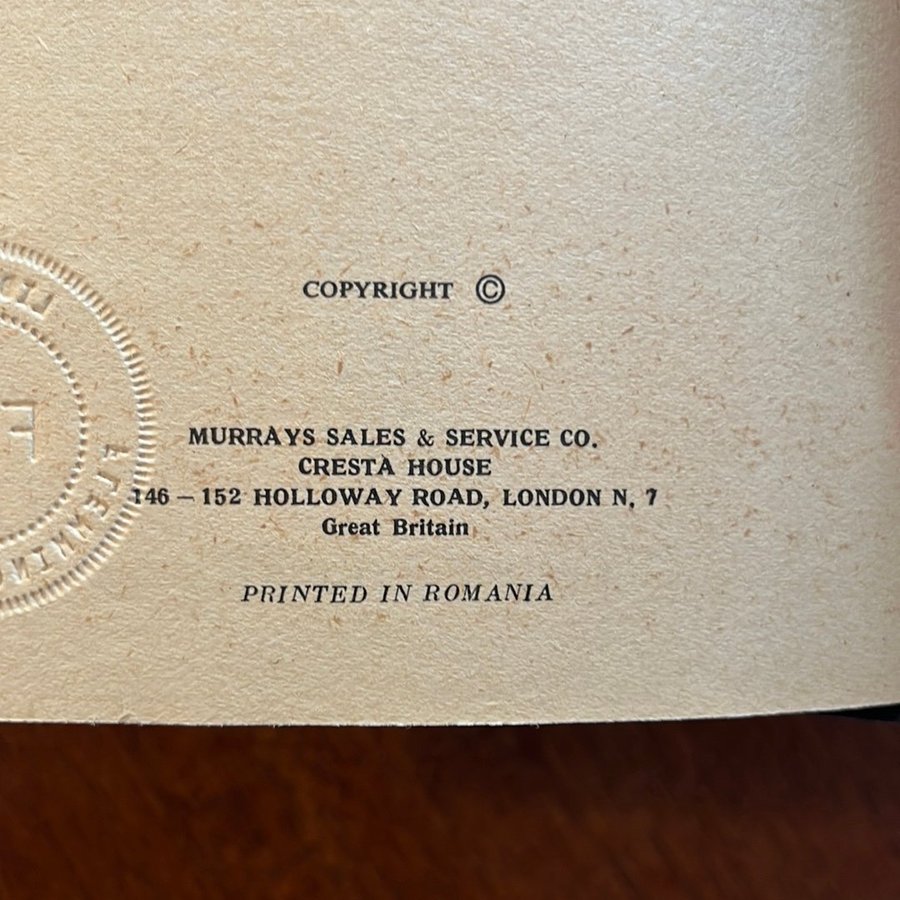 COPYRIGHT ©
MURRAYS SALES & SERVICE CO.
CRESTA HOUSE
146 – 152 HOLLOWAY ROAD, LONDON N, 7
Great Britain
PRINTED IN ROMANIA